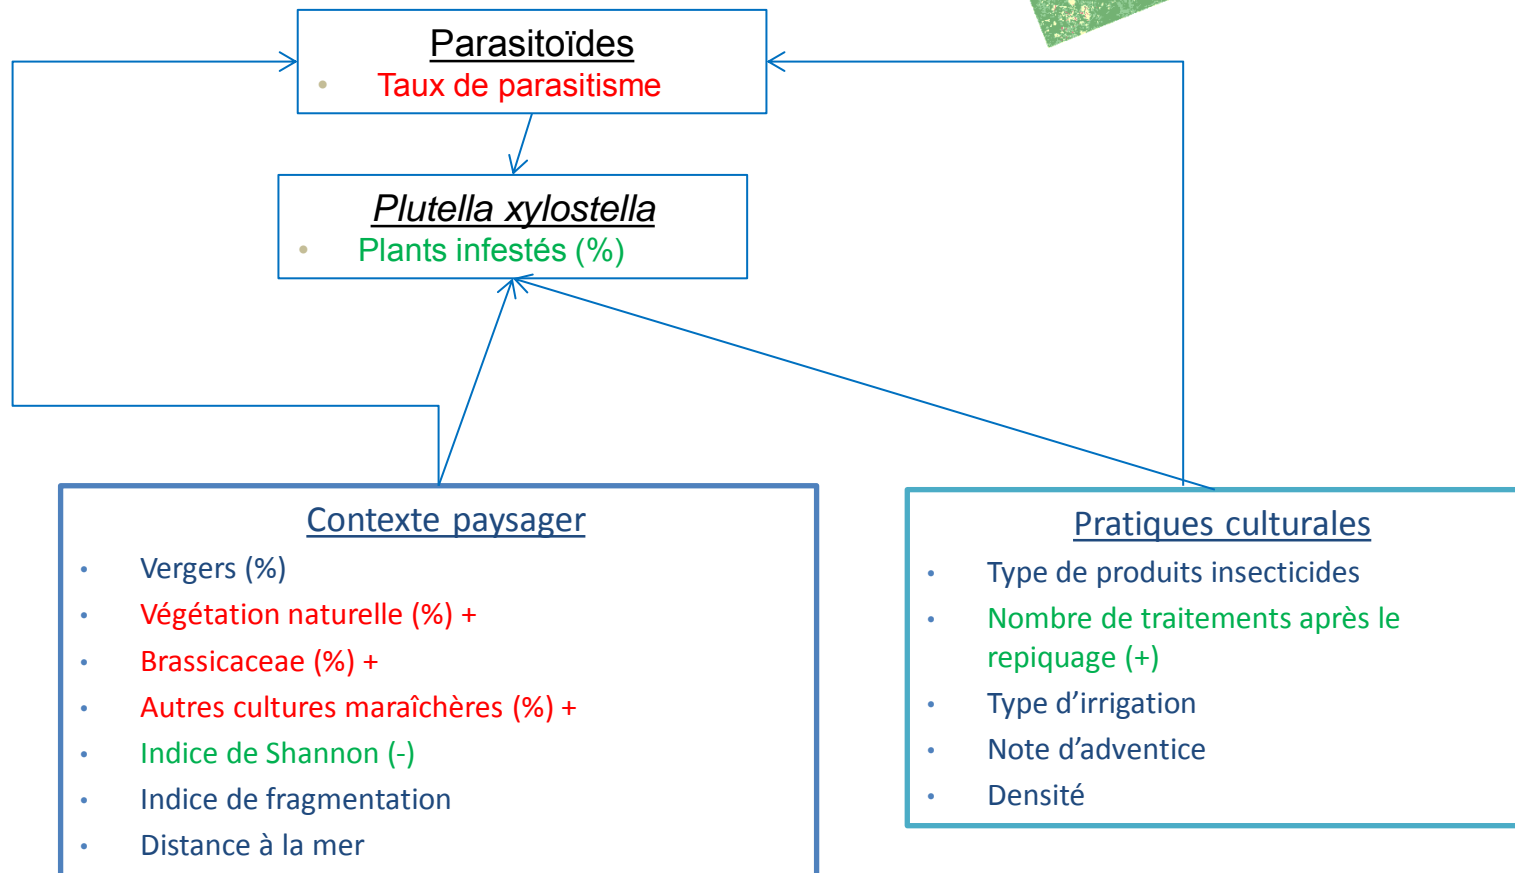 Parasitoïdes
• Taux de parasitisme
Plutella xylostella
• Plants infestés (%)
Contexte paysager
• Vergers (%)
• Végétation naturelle (%) +
• Brassicaceae (%) +
• Autres cultures maraîchères (%) +
• Indice de Shannon (-)
• Indice de fragmentation
• Distance à la mer
Pratiques culturales
• Type de produits insecticides
• Nombre de traitements après le
repiquage (+)
• Type d’irrigation
• Note d’adventice
• Densité